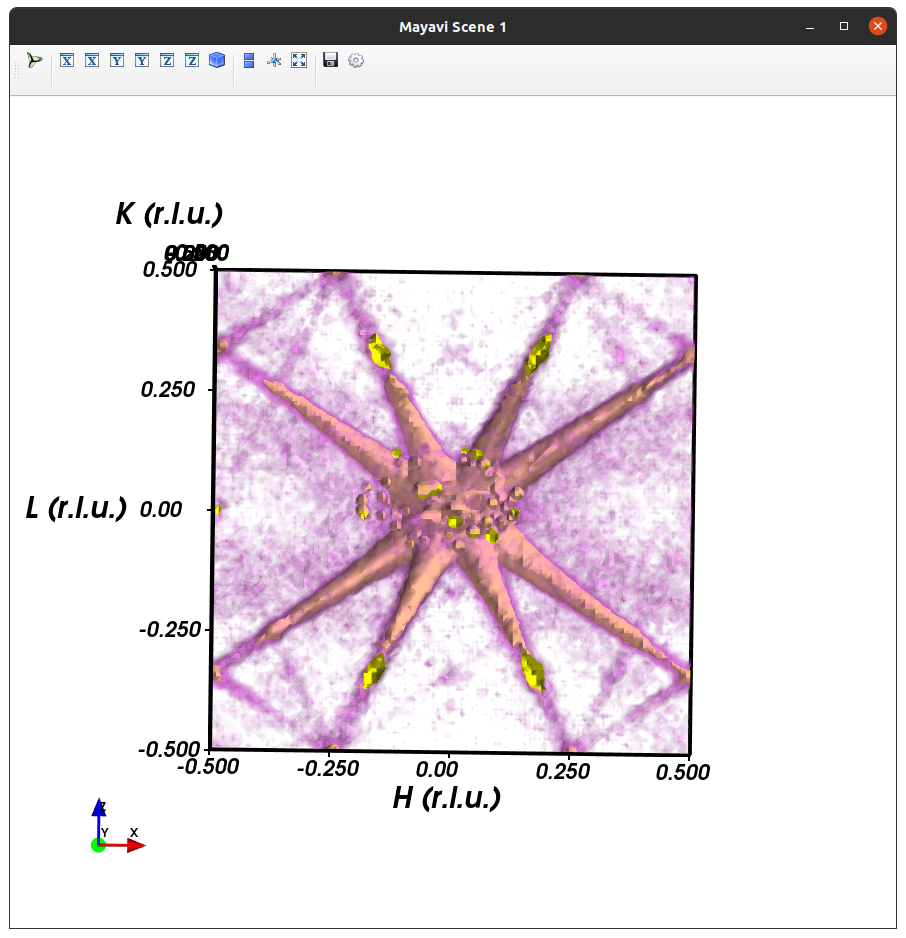 Mayavi Scene 1
X X Y Y Z Z
K (r.l.u.)
0.500
0.250
L (r.l.u.) 0.00
-0.250
-0.500
-0.500 -0.250 0.00 0.250 0.500
H (r.l.u.)
Z
Y X